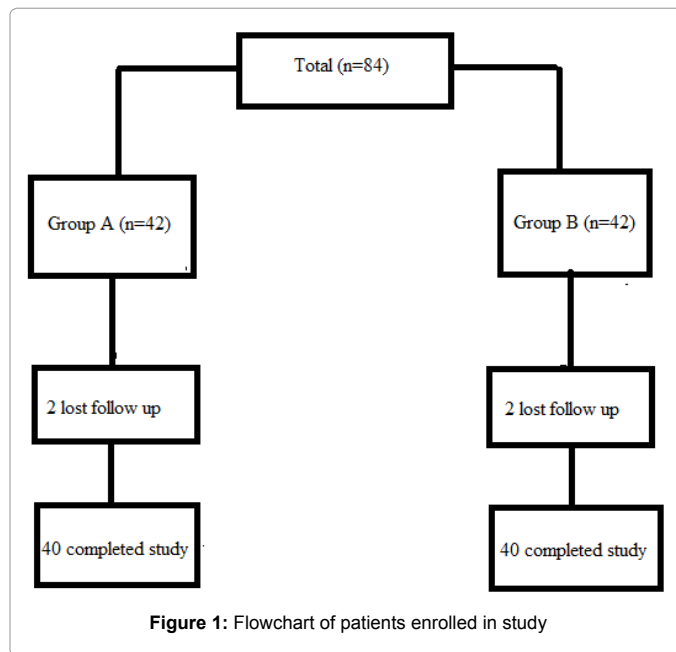 Total (n=84)
Group A (n=42)
Group B (n=42)
2 lost follow up
2 lost follow up
40 completed study
40 completed study
Figure 1: Flowchart of patients enrolled in study